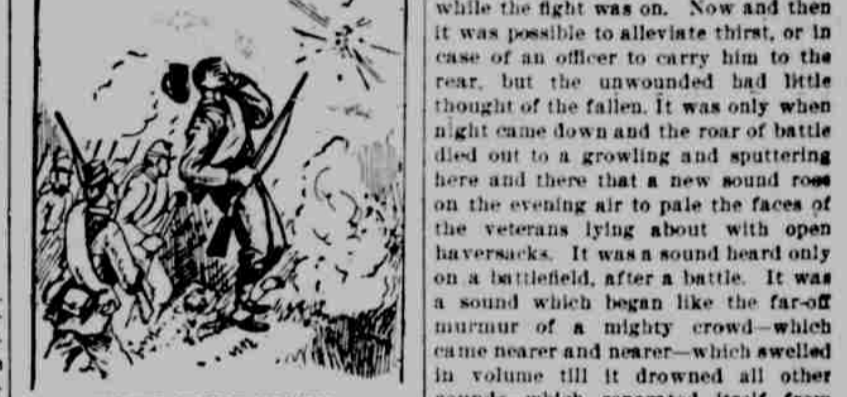 while the fight was on. Now and then
it was possible to alleviate thirst, or in
case of an officer to carry him to the
rear, but the unwounded had little
thought of the fallen. It was only when
night came down and the roar of battle
died out to a growling and sputtering
here and there that a new sound rose
on the evening air to pale the faces of
the veterans lying about with open
haversacks. It was a sound heard only
on a battlefield, after a battle. It was
a sound which began like the far-off
murmur of a mighty crowd—which
came nearer and nearer—which swelled
in volume till it drowned all other
sounds, which separated itself from